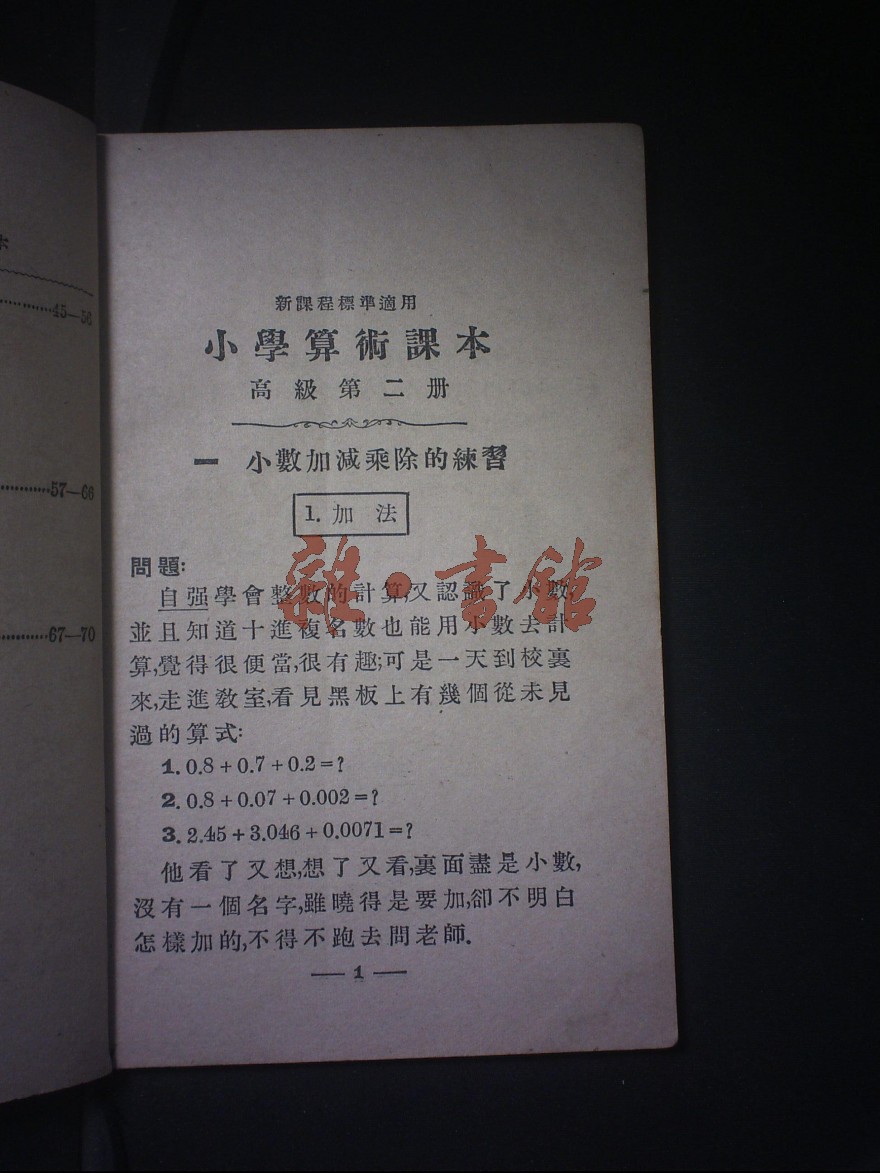 45—56
57—66
67—70
新課程標準適用
小學算術課本
高級第二册
一 小數加減乘除的練習
1. 加法
問題:
自强學會整數的計算,又認識了小數,
並且知道十進複名數也能用小數去計
算,覺得很便當,很有趣;可是一天到校裏
來,走進敎室,看見黑板上有幾個從未見
過的算式:
1. 0.8+0.7+0.2=?
2. 0.8+0.07+0.002=?
3. 2.45+3.046+0.0071=?
他看了又想,想了又看,裏面盡是小數,
沒有一個名字,雖曉得是要加,卻不明白
怎樣加的,不得不跑去問老師.
— 1 —
雜·書館